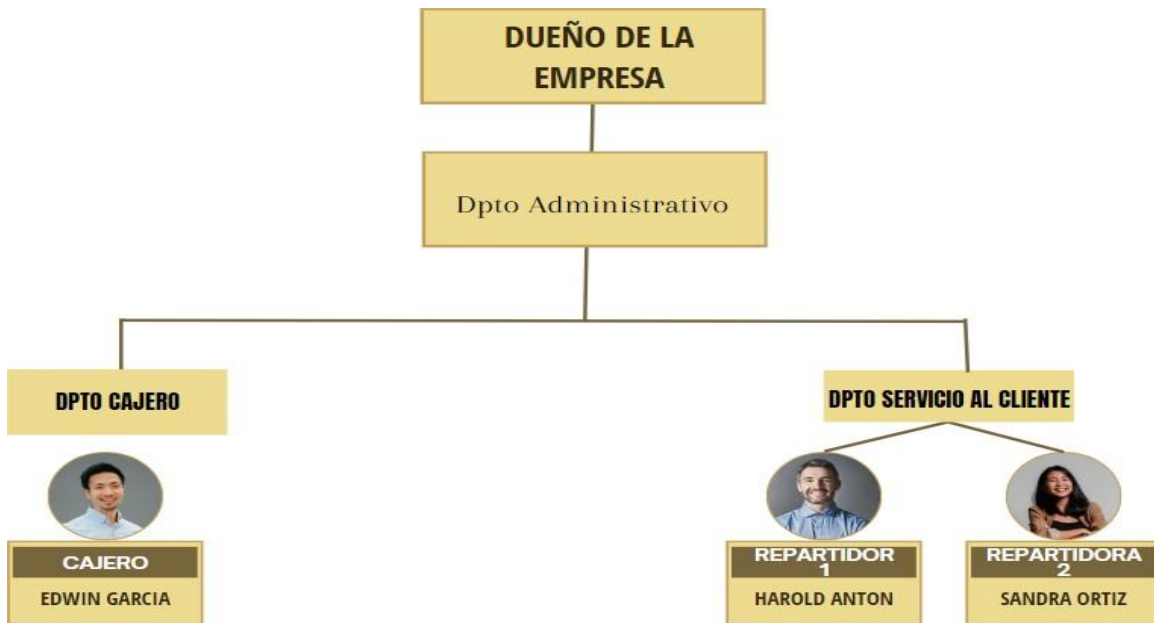 DUEÑO DE LA
EMPRESA
Dpto Administrativo
DPTO CAJERO
DPTO SERVICIO AL CLIENTE
CAJERO
EDWIN GARCIA
REPARTIDOR
1
HAROLD ANTON
REPARTIDORA
2
SANDRA ORTIZ